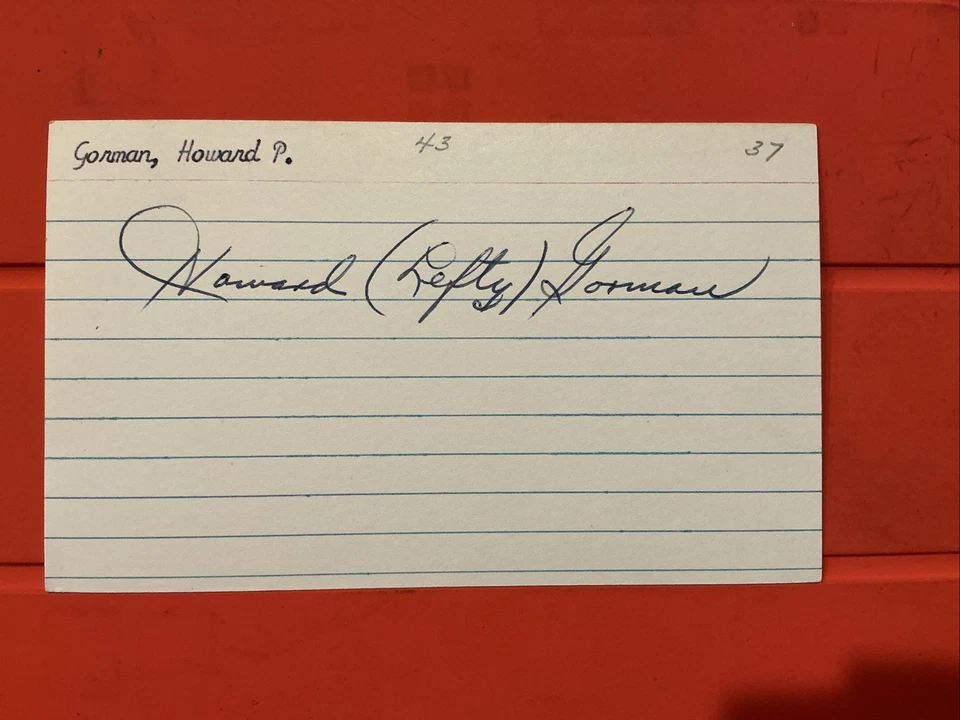 Gorman, Howard P. 43 37
Howard (Lefty) Gorman